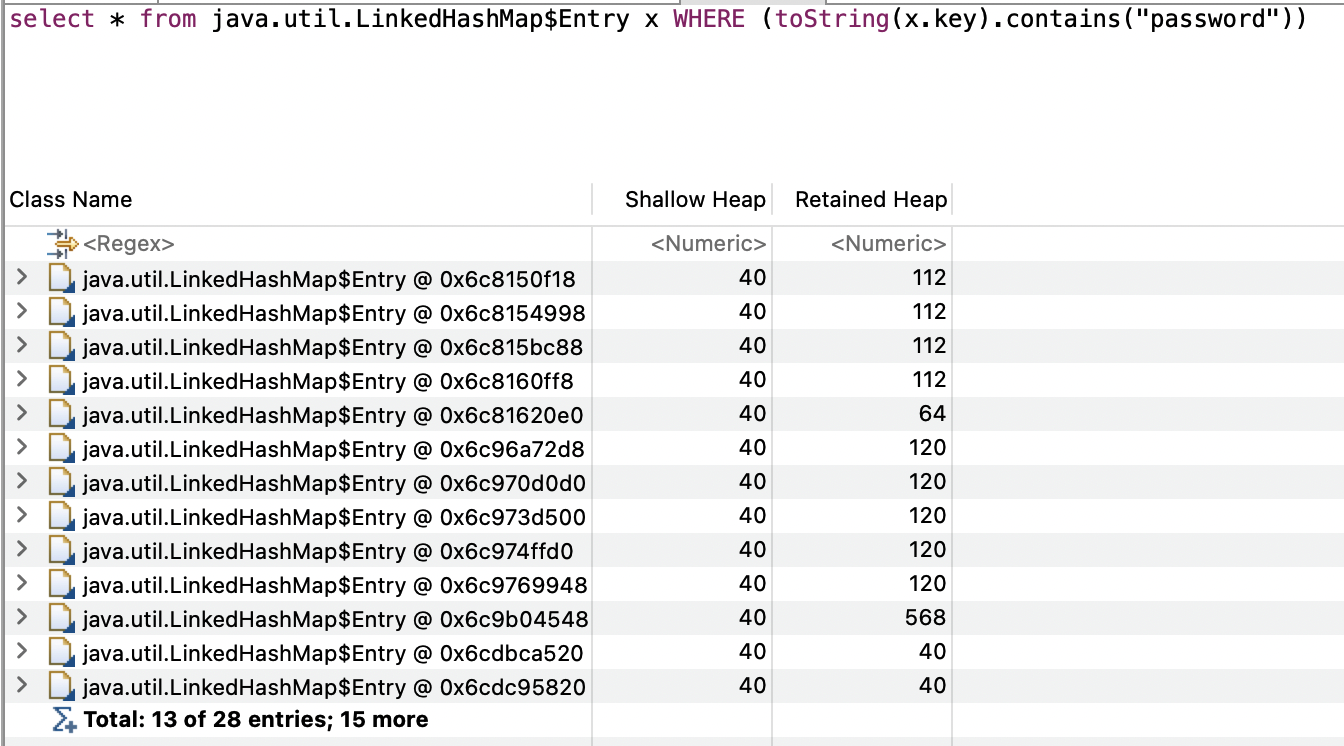 select * from java.util.LinkedHashMap$Entry x WHERE (toString(x.key).contains("password"))
Class Name Shallow Heap Retained Heap
<Regex> <Numeric> <Numeric>
java.util.LinkedHashMap$Entry @ 0x6c8150f18 40 112
java.util.LinkedHashMap$Entry @ 0x6c8154998 40 112
java.util.LinkedHashMap$Entry @ 0x6c815bc88 40 112
java.util.LinkedHashMap$Entry @ 0x6c8160ff8 40 112
java.util.LinkedHashMap$Entry @ 0x6c81620e0 40 64
java.util.LinkedHashMap$Entry @ 0x6c96a72d8 40 120
java.util.LinkedHashMap$Entry @ 0x6c970d0d0 40 120
java.util.LinkedHashMap$Entry @ 0x6c973d500 40 120
java.util.LinkedHashMap$Entry @ 0x6c974ffd0 40 120
java.util.LinkedHashMap$Entry @ 0x6c9769948 40 120
java.util.LinkedHashMap$Entry @ 0x6c9b04548 40 568
java.util.LinkedHashMap$Entry @ 0x6cdbca520 40 40
java.util.LinkedHashMap$Entry @ 0x6cdc95820 40 40
Total: 13 of 28 entries; 15 more